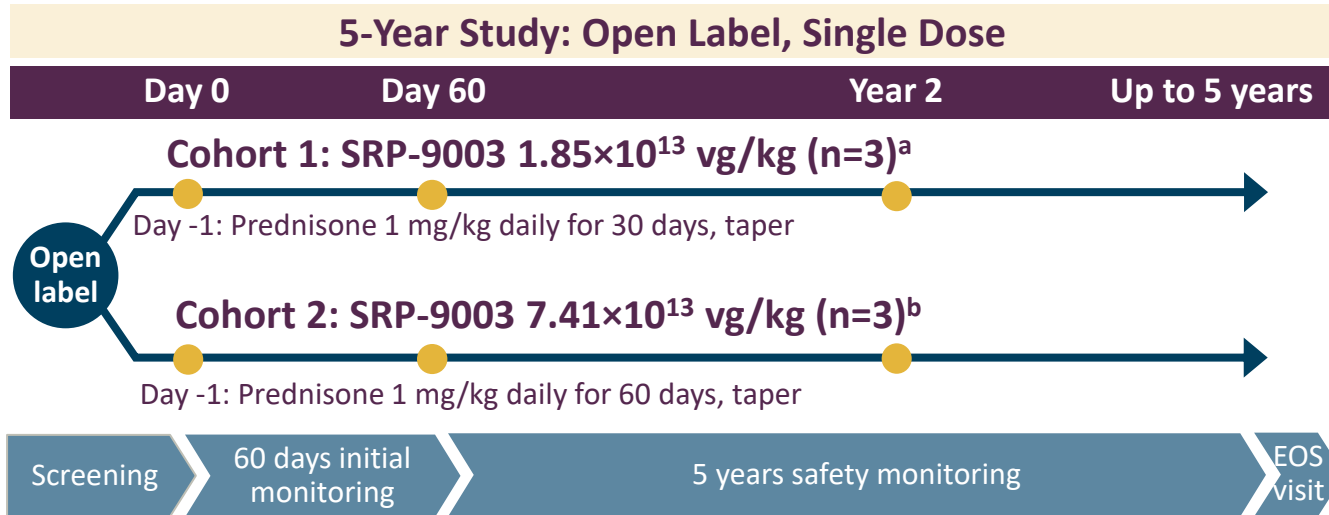 5-Year Study: Open Label, Single Dose
Day 0 Day 60 Year 2 Up to 5 years
Cohort 1: SRP-9003 1.85×10¹³ vg/kg (n=3)ᵃ
Day -1: Prednisone 1 mg/kg daily for 30 days, taper
Open
label
Cohort 2: SRP-9003 7.41×10¹³ vg/kg (n=3)ᵇ
Day -1: Prednisone 1 mg/kg daily for 60 days, taper
Screening
60 days initial
monitoring
5 years safety monitoring
EOS
visit